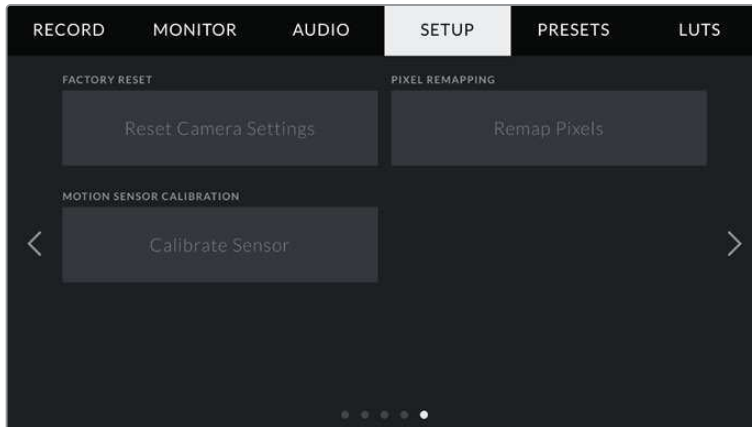 RECORD MONITOR AUDIO SETUP PRESETS LUTS
FACTORY RESET PIXEL REMAPPING
Reset Camera Settings Remap Pixels
MOTION SENSOR CALIBRATION
Calibrate Sensor